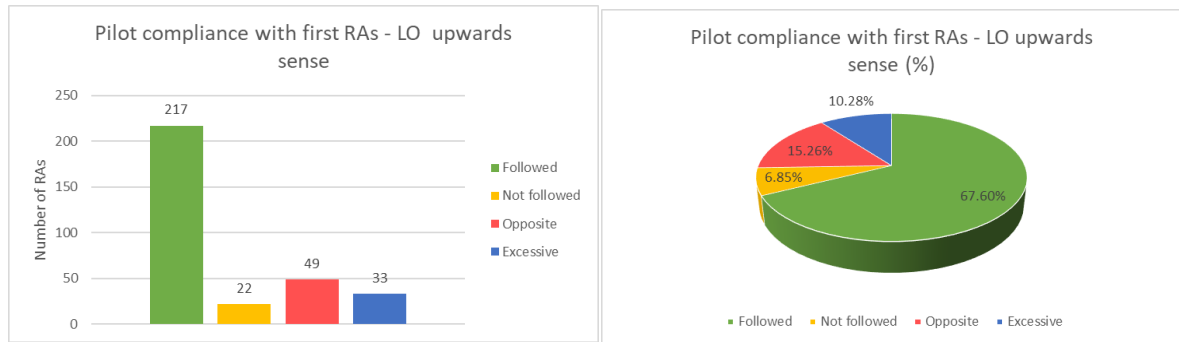 Pilot compliance with first RAs - LO  upwards
sense
Number of RAs
250
200
150
100
50
0
217
22
49
33
Followed
Not followed
Opposite
Excessive
Pilot compliance with first RAs - LO upwards
sense (%)
10.28%
15.26%
6.85%
67.60%
Followed Not followed Opposite Excessive